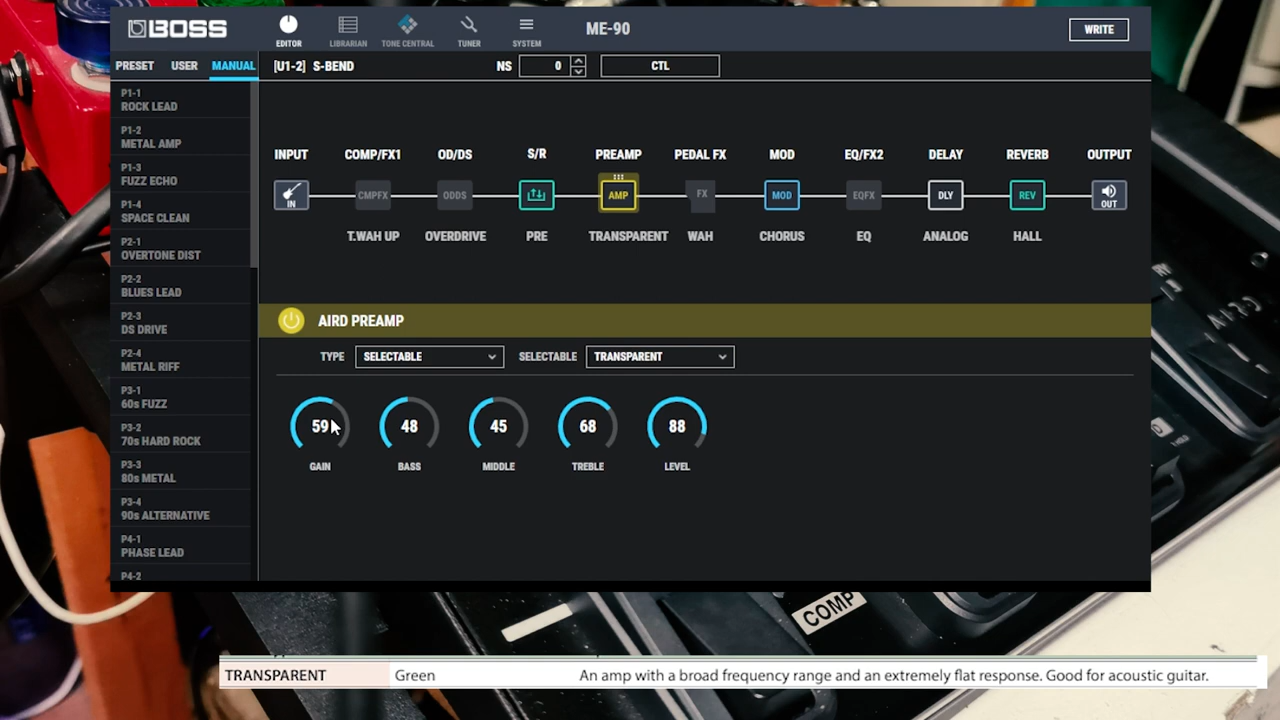 BOSS
EDITOR
LIBRARIAN
TONE CENTRAL
TUNER
SYSTEM
ME-90
WRITE
PRESET USER MANUAL
[U1-2] S-BEND
NS 0
CTL
P1-1
ROCK LEAD
P1-2
METAL AMP
P1-3
FUZZ ECHO
P1-4
SPACE CLEAN
P2-1
OVERTONE DIST
P2-2
BLUES LEAD
P2-3
DS DRIVE
P2-4
METAL RIFF
P3-1
60s FUZZ
P3-2
70s HARD ROCK
P3-3
80s METAL
P3-4
90s ALTERNATIVE
P4-1
PHASE LEAD
P4-2
INPUT COMP/FX1 OD/DS S/R PREAMP PEDAL FX MOD EQ/FX2 DELAY REVERB OUTPUT
IN CMPFX ODDS AMP FX MOD EQFX DLY REV OUT
T.WAH UP OVERDRIVE PRE TRANSPARENT WAH CHORUS EQ ANALOG HALL
AIRD PREAMP
TYPE SELECTABLE SELECTABLE TRANSPARENT
59 48 45 68 88
GAIN BASS MIDDLE TREBLE LEVEL
COMP
TRANSPARENT Green An amp with a broad frequency range and an extremely flat response. Good for acoustic guitar.